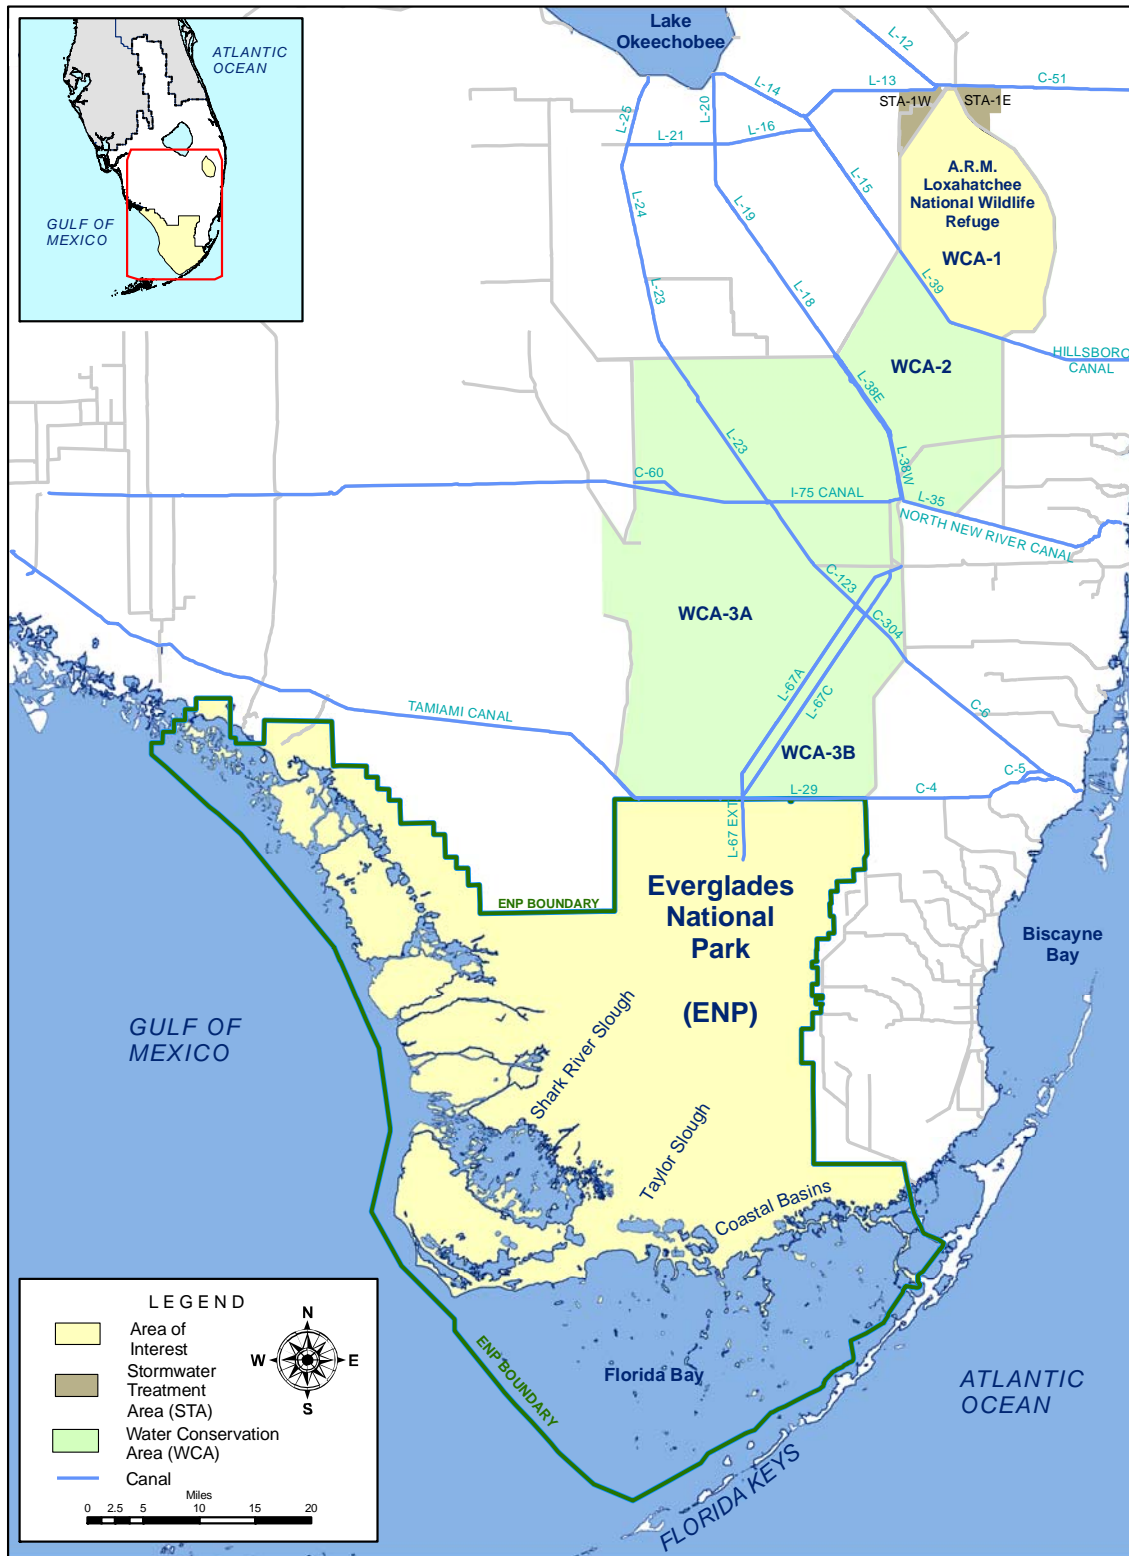 ATLANTIC
OCEAN
GULF OF
MEXICO
Lake
Okeechobee
L-12
L-13
C-51
L-14
L-20
L-25
STA-1W
STA-1E
L-21
L-16
A.R.M.
Loxahatchee
National Wildlife
Refuge
WCA-1
L-15
L-24
L-19
L-39
L-23
L-18
HILLSBORO
CANAL
WCA-2
L-38E
L-23
L-38W
C-60
I-75 CANAL
L-35
NORTH NEW RIVER CANAL
C-123
WCA-3A
C-304
L-67A
L-67C
C-6
TAMIAMI CANAL
WCA-3B
C-5
L-29
C-4
L-67 EXT
ENP BOUNDARY
Everglades
National
Park
(ENP)
Biscayne
Bay
GULF OF
MEXICO
Shark River Slough
Taylor Slough
Coastal Basins
ENP BOUNDARY
Florida Bay
ATLANTIC
OCEAN
FLORIDA KEYS
LEGEND
Area of
Interest
Stormwater
Treatment
Area (STA)
Water Conservation
Area (WCA)
Canal
N
W
E
S
Miles
0 2.5 5 10 15 20